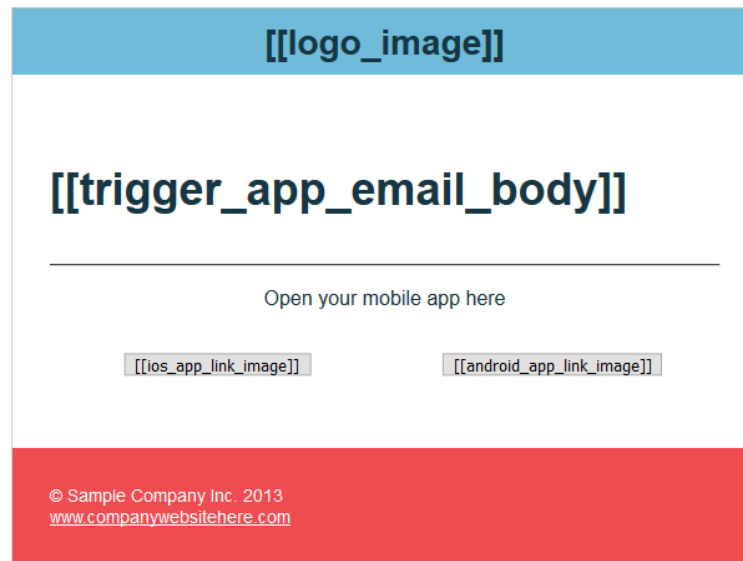 [[logo_image]]
[[trigger_app_email_body]]
Open your mobile app here
[[ios_app_link_image]] [[android_app_link_image]]
© Sample Company Inc. 2013
www.companywebsitehere.com